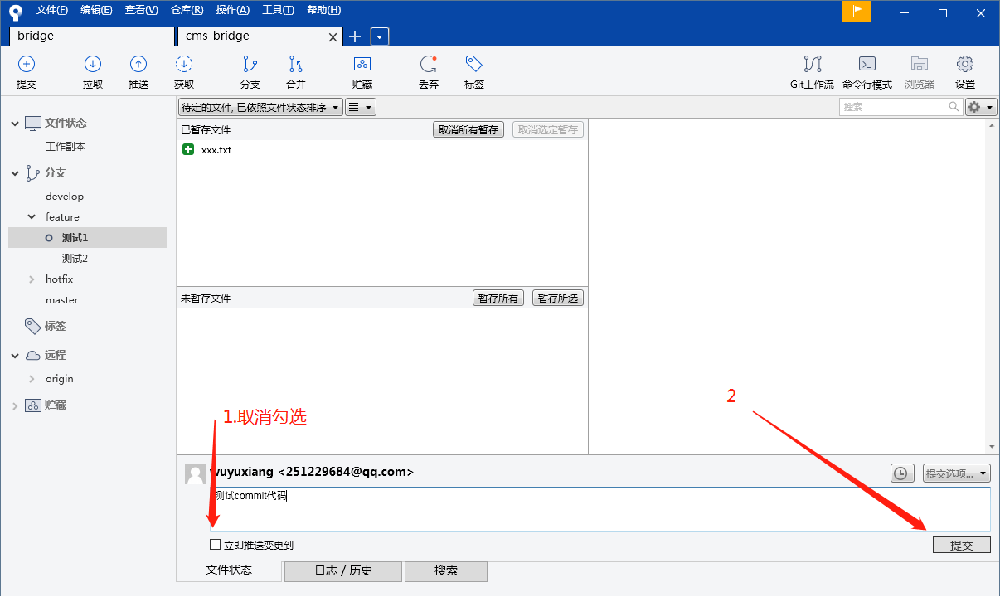 文件(F) 编辑(E) 查看(V) 仓库(R) 操作(A) 工具(T) 帮助(H)
bridge
cms_bridge
提交 拉取 推送 获取 分支 合并 贮藏 丢弃 标签 Git工作流 命令行模式 浏览器 设置
待定的文件, 已依照文件状态排序
搜索
文件状态
工作副本
分支
develop
feature
测试1
测试2
hotfix
master
标签
远程
origin
贮藏
已暂存文件 取消所有暂存 取消选定暂存
xxx.txt
未暂存文件 暂存所有 暂存所选
1.取消勾选
2
wuyuxiang <251229684@qq.com>
提交选项...
测试commit代码
立即推送变更到 -
提交
文件状态 日志 / 历史 搜索